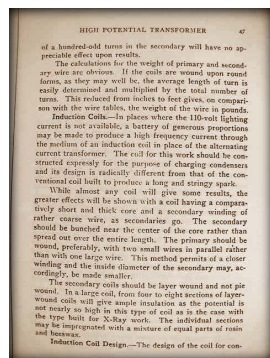 HIGH POTENTIAL TRANSFORMER 47
of a hundred-odd turns in the secondary will have no ap-
preciable effect upon results.
The calculations for the weight of primary and second-
ary wire are obvious. If the coils are wound upon round
forms, as they may well be, the average length of turn is
easily determined and multiplied by the total number of
turns. This reduced from inches to feet gives, on compari-
son with the wire tables, the weight of the wire in pounds.
Induction Coils.—In places where the 110-volt lighting
current is not available, a battery of generous proportions
may be made to produce a high frequency current through
the medium of an induction coil in place of the alternating
current transformer. The coil for this work should be con-
structed expressly for the purpose of charging condensers
and its design is radically different from that of the con-
ventional coil built to produce a long and stringy spark.
While almost any coil will give some results, the
greater effects will be shown with a coil having a compara-
tively short and thick core and a secondary winding of
rather coarse wire, as secondaries go. The secondary
should be bunched near the center of the core rather than
spread out over the entire length. The primary should be
wound, preferably, with two small wires in parallel rather
than with one large wire. This method permits of a closer
winding and the inside diameter of the secondary may, ac-
cordingly, be made smaller.
The secondary coils should be layer wound and not pie
wound. In a large coil, from four to eight sections of layer-
wound coils will give ample insulation as the potential is
not nearly so high in this type of coil as is the case with
the type built for X-Ray work. The individual sections
may be impregnated with a mixture of equal parts of rosin
and beeswax.
Induction Coil Design.—The design of the coil for con-